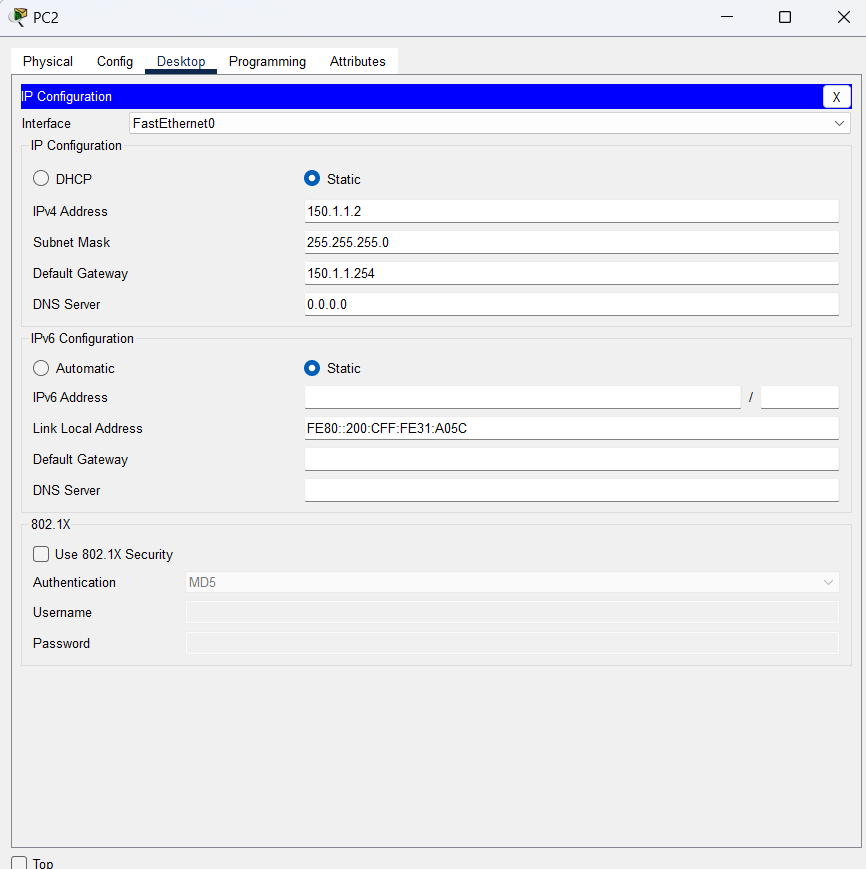 PC2
Physical Config Desktop Programming Attributes
IP Configuration X
Interface FastEthernet0
IP Configuration
DHCP Static
IPv4 Address 150.1.1.2
Subnet Mask 255.255.255.0
Default Gateway 150.1.1.254
DNS Server 0.0.0.0
IPv6 Configuration
Automatic Static
IPv6 Address /
Link Local Address FE80::200:CFF:FE31:A05C
Default Gateway
DNS Server
802.1X
Use 802.1X Security
Authentication MD5
Username
Password
Top